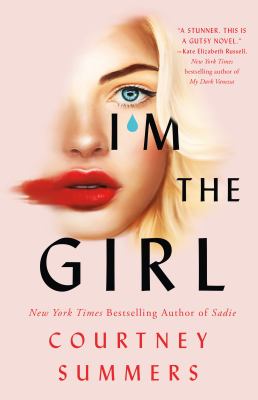 "A STUNNER. THIS IS
A GUTSY NOVEL."
—Kate Elizabeth Russell,
New York Times
bestselling author of
My Dark Vanessa
I'M
THE
GIRL
New York Times Bestselling Author of Sadie
COURTNEY
SUMMERS